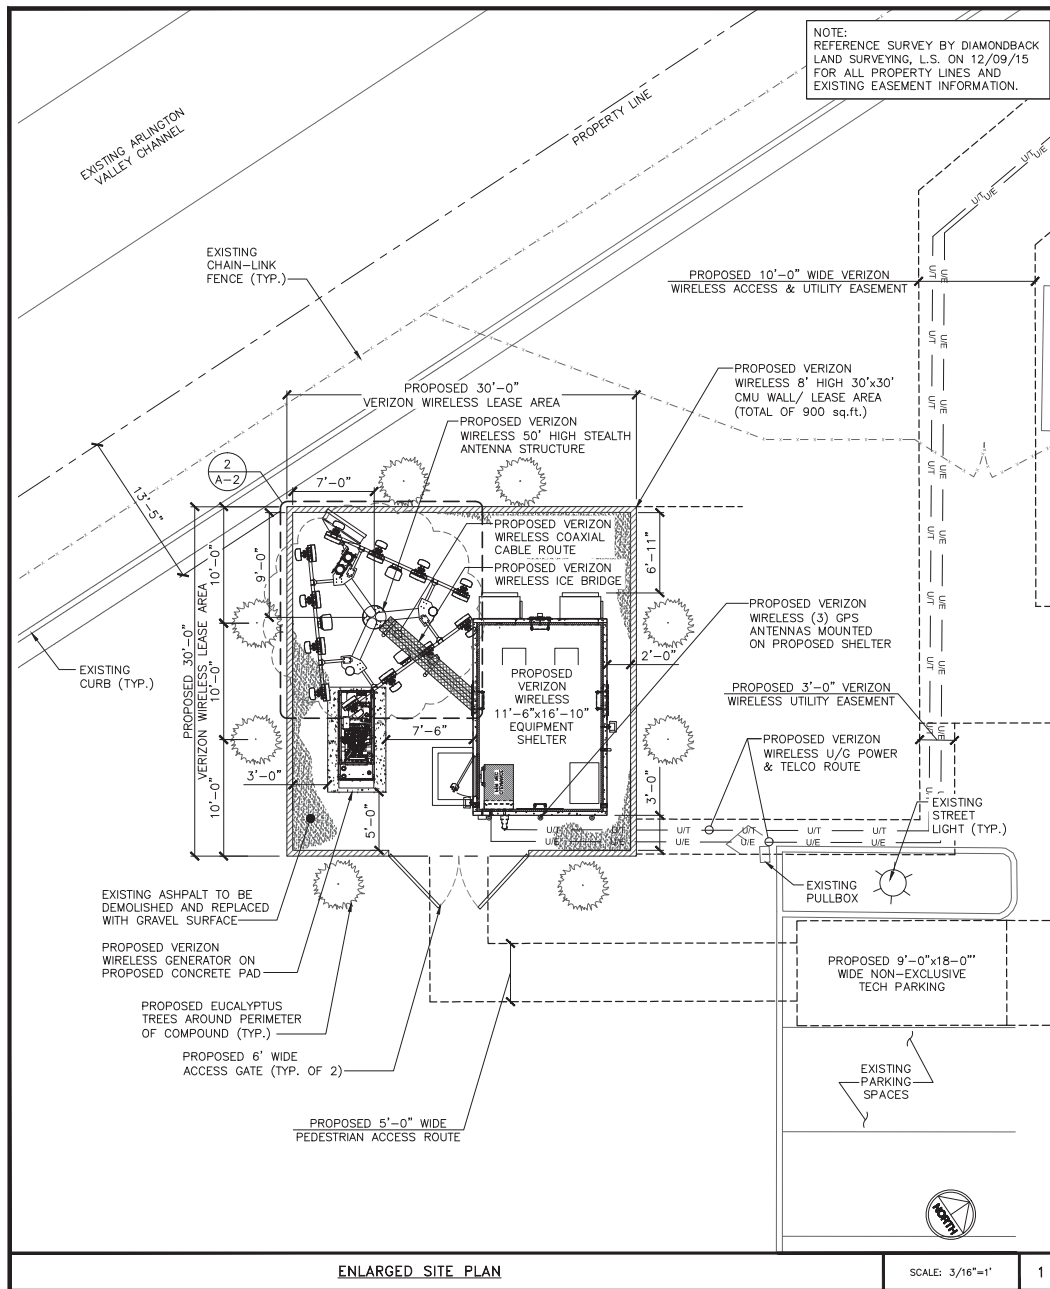 NOTE:
REFERENCE SURVEY BY DIAMONDBACK
LAND SURVEYING, L.S. ON 12/09/15
FOR ALL PROPERTY LINES AND
EXISTING EASEMENT INFORMATION.
EXISTING ARLINGTON
VALLEY CHANNEL
PROPERTY LINE
U/T
U/E
U/T
U/E
EXISTING
CHAIN-LINK
FENCE (TYP.)
PROPOSED 10'-0" WIDE VERIZON
WIRELESS ACCESS & UTILITY EASEMENT
U/T
U/E
U/T
U/E
U/T
U/E
PROPOSED VERIZON
WIRELESS 8' HIGH 30'x30'
CMU WALL/ LEASE AREA
(TOTAL OF 900 sq.ft.)
PROPOSED 30'-0"
VERIZON WIRELESS LEASE AREA
PROPOSED VERIZON
WIRELESS 50' HIGH STEALTH
ANTENNA STRUCTURE
2
A-2
7'-0"
13'-5"
U/T
U/E
U/T
U/E
PROPOSED VERIZON
WIRELESS COAXIAL
CABLE ROUTE
PROPOSED VERIZON
WIRELESS ICE BRIDGE
6'-11"
9'-0"
10'-0"
10'-0"
10'-0"
PROPOSED 30'-0"
VERIZON WIRELESS LEASE AREA
PROPOSED VERIZON
WIRELESS (3) GPS
ANTENNAS MOUNTED
ON PROPOSED SHELTER
EXISTING
CURB (TYP.)
2'-0"
PROPOSED
VERIZON
WIRELESS
11'-6"x16'-10"
EQUIPMENT
SHELTER
PROPOSED 3'-0" VERIZON
WIRELESS UTILITY EASEMENT
U/T
U/E
7'-6"
PROPOSED VERIZON
WIRELESS U/G POWER
& TELCO ROUTE
U/T
U/E
3'-0"
3'-0"
5'-0"
U/T
U/E
EXISTING
STREET
LIGHT (TYP.)
U/T U/T U/T U/T U/T U/T
U/E U/E U/E U/E U/E U/E
EXISTING
PULLBOX
EXISTING ASHPALT TO BE
DEMOLISHED AND REPLACED
WITH GRAVEL SURFACE
PROPOSED VERIZON
WIRELESS GENERATOR ON
PROPOSED CONCRETE PAD
PROPOSED 9'-0"x18-0"'
WIDE NON-EXCLUSIVE
TECH PARKING
PROPOSED EUCALYPTUS
TREES AROUND PERIMETER
OF COMPOUND (TYP.)
PROPOSED 6' WIDE
ACCESS GATE (TYP. OF 2)
EXISTING
PARKING
SPACES
PROPOSED 5'-0" WIDE
PEDESTRIAN ACCESS ROUTE
NORTH
ENLARGED SITE PLAN
SCALE: 3/16"=1'
1